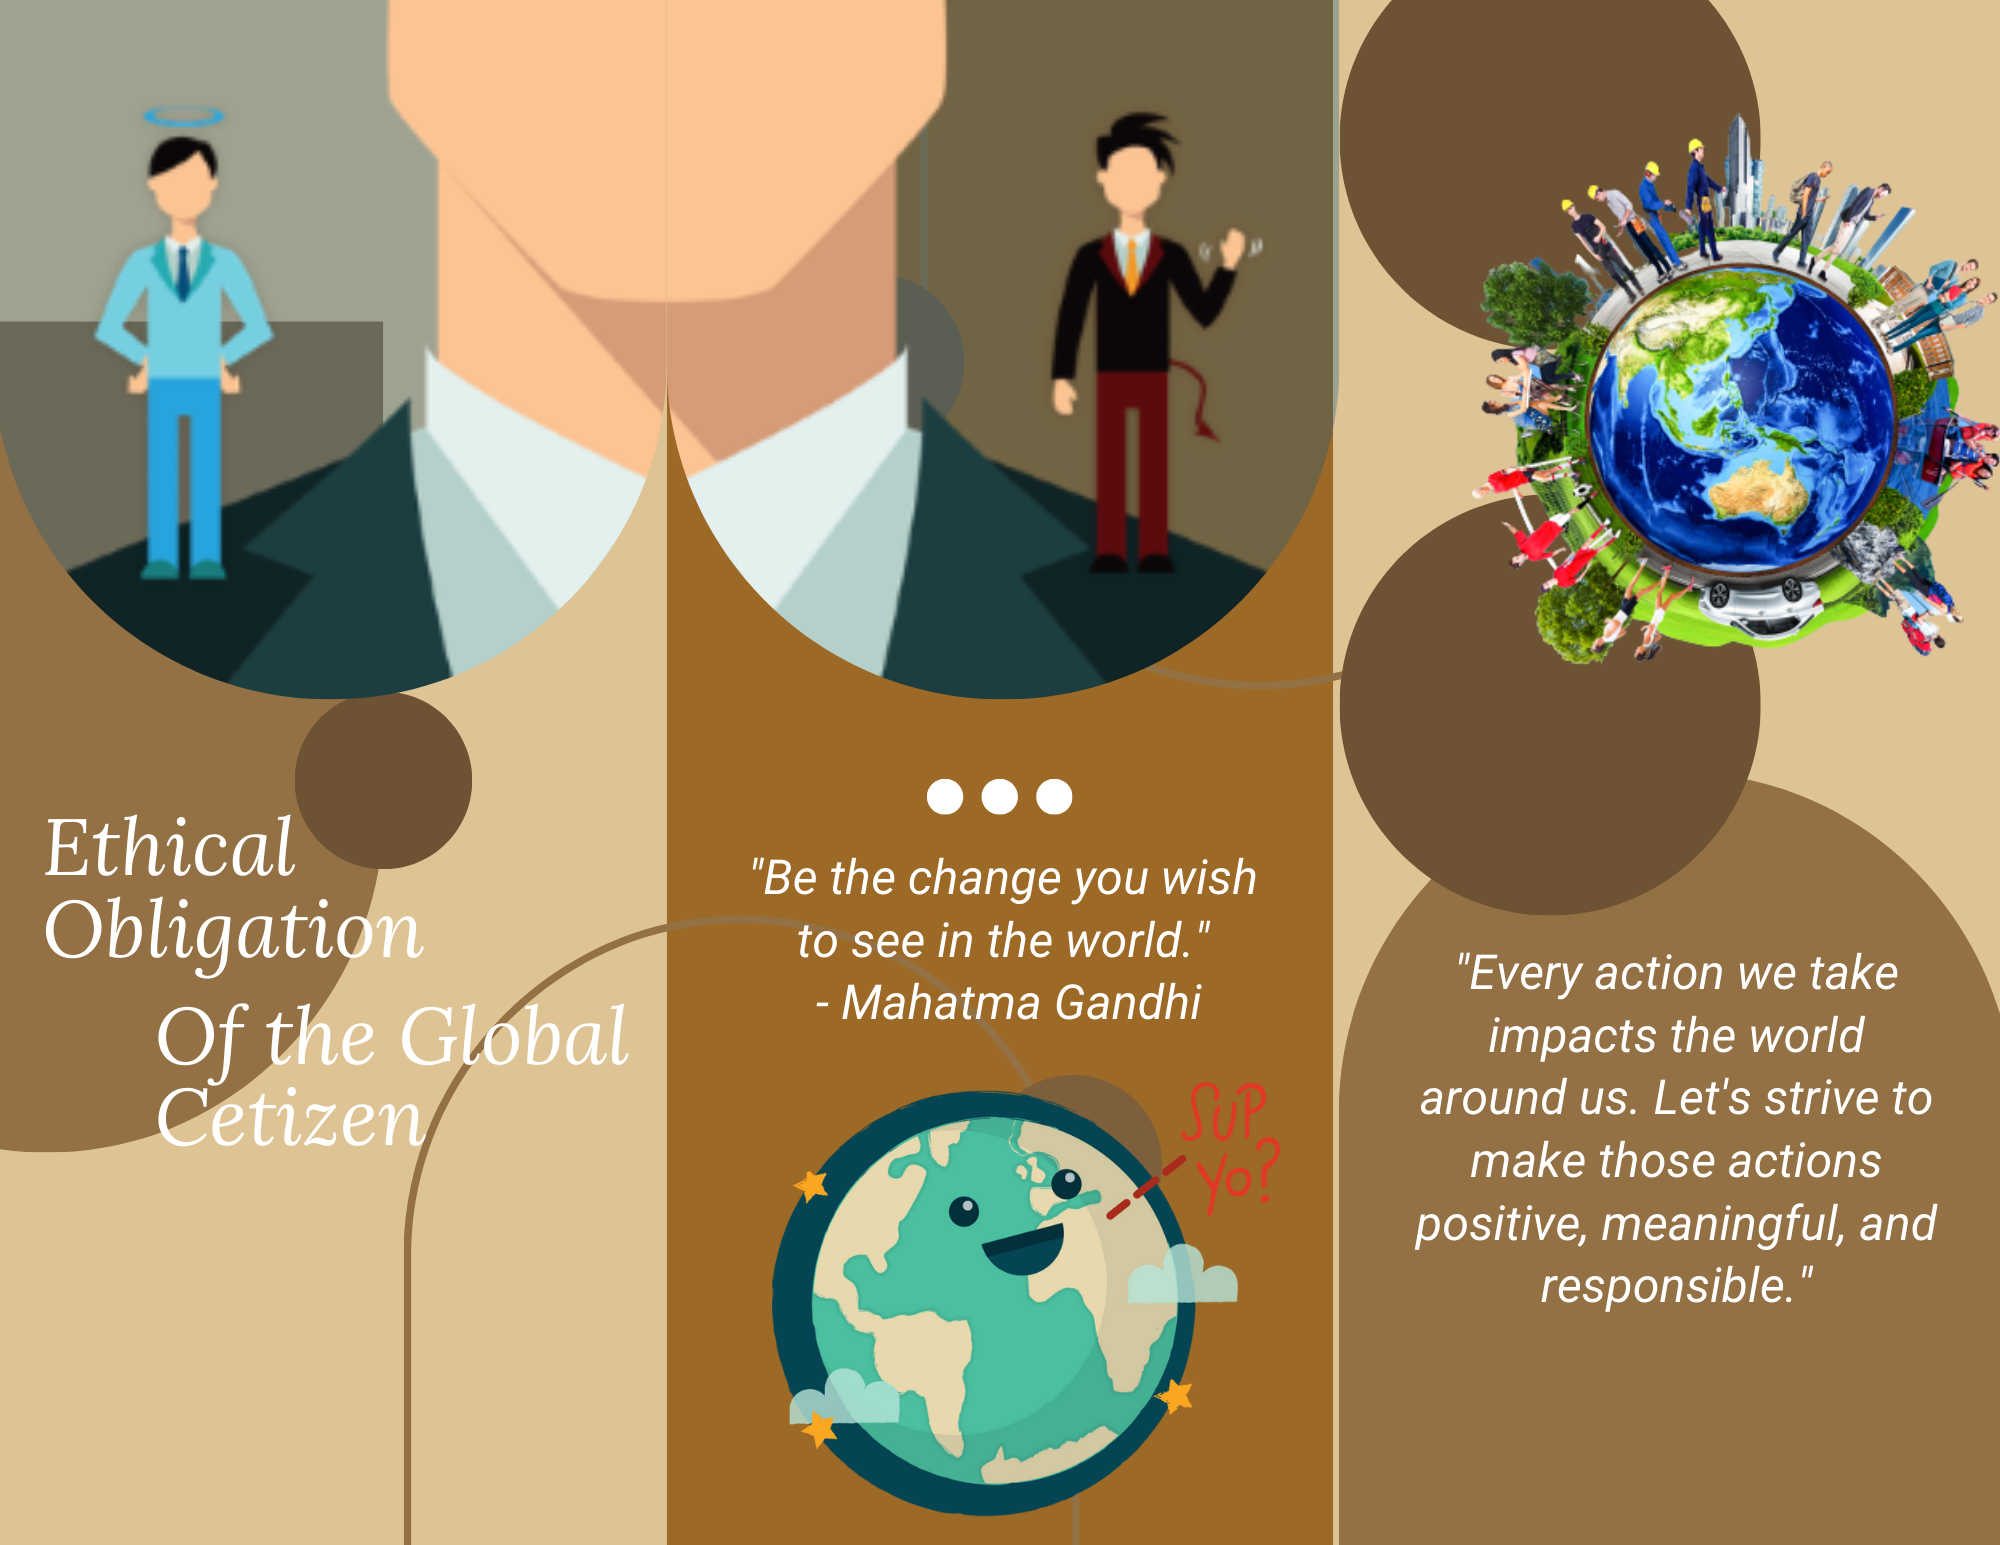 Ethical
Obligation
Of the Global
Cetizen
"Be the change you wish
to see in the world."
- Mahatma Gandhi
SUP
Yo?
"Every action we take
impacts the world
around us. Let's strive to
make those actions
positive, meaningful, and
responsible."